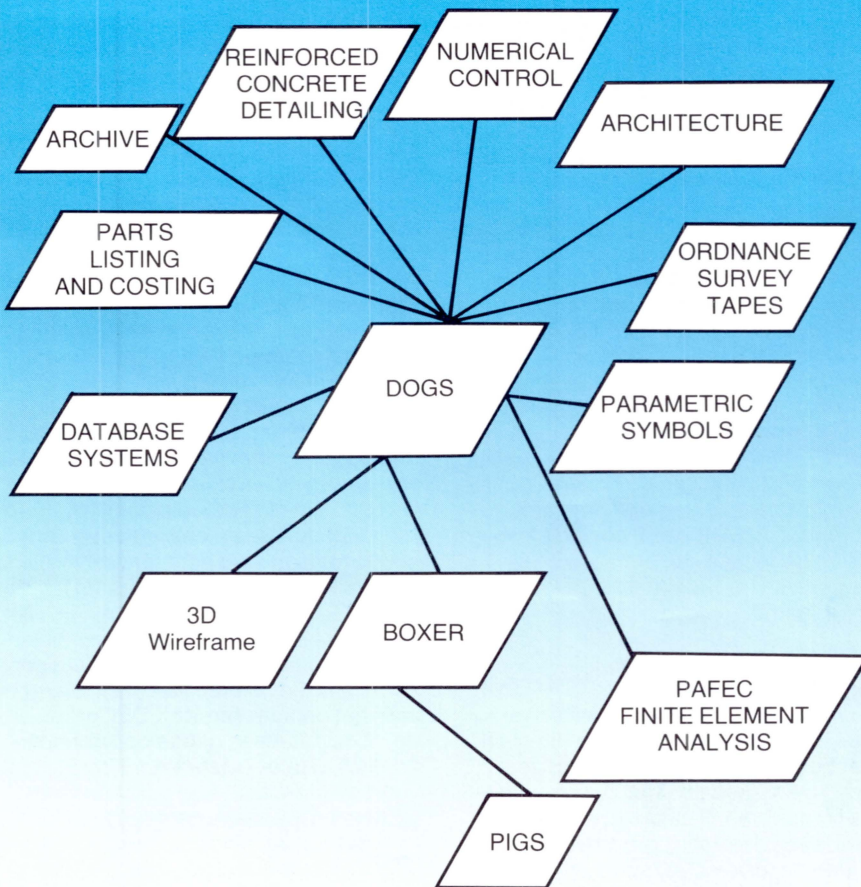 REINFORCED
CONCRETE
DETAILING
NUMERICAL
CONTROL
ARCHIVE
ARCHITECTURE
PARTS
LISTING
AND COSTING
ORDNANCE
SURVEY
TAPES
DOGS
PARAMETRIC
SYMBOLS
DATABASE
SYSTEMS
3D
Wireframe
BOXER
PAFEC
FINITE ELEMENT
ANALYSIS
PIGS